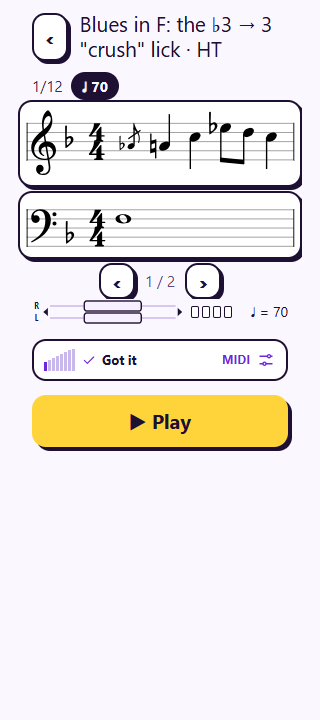 Blues in F: the ♭3 → 3
"crush" lick · HT
1/12
♩ 70
1 / 2
R
L
♩ = 70
Got it
MIDI
▶ Play